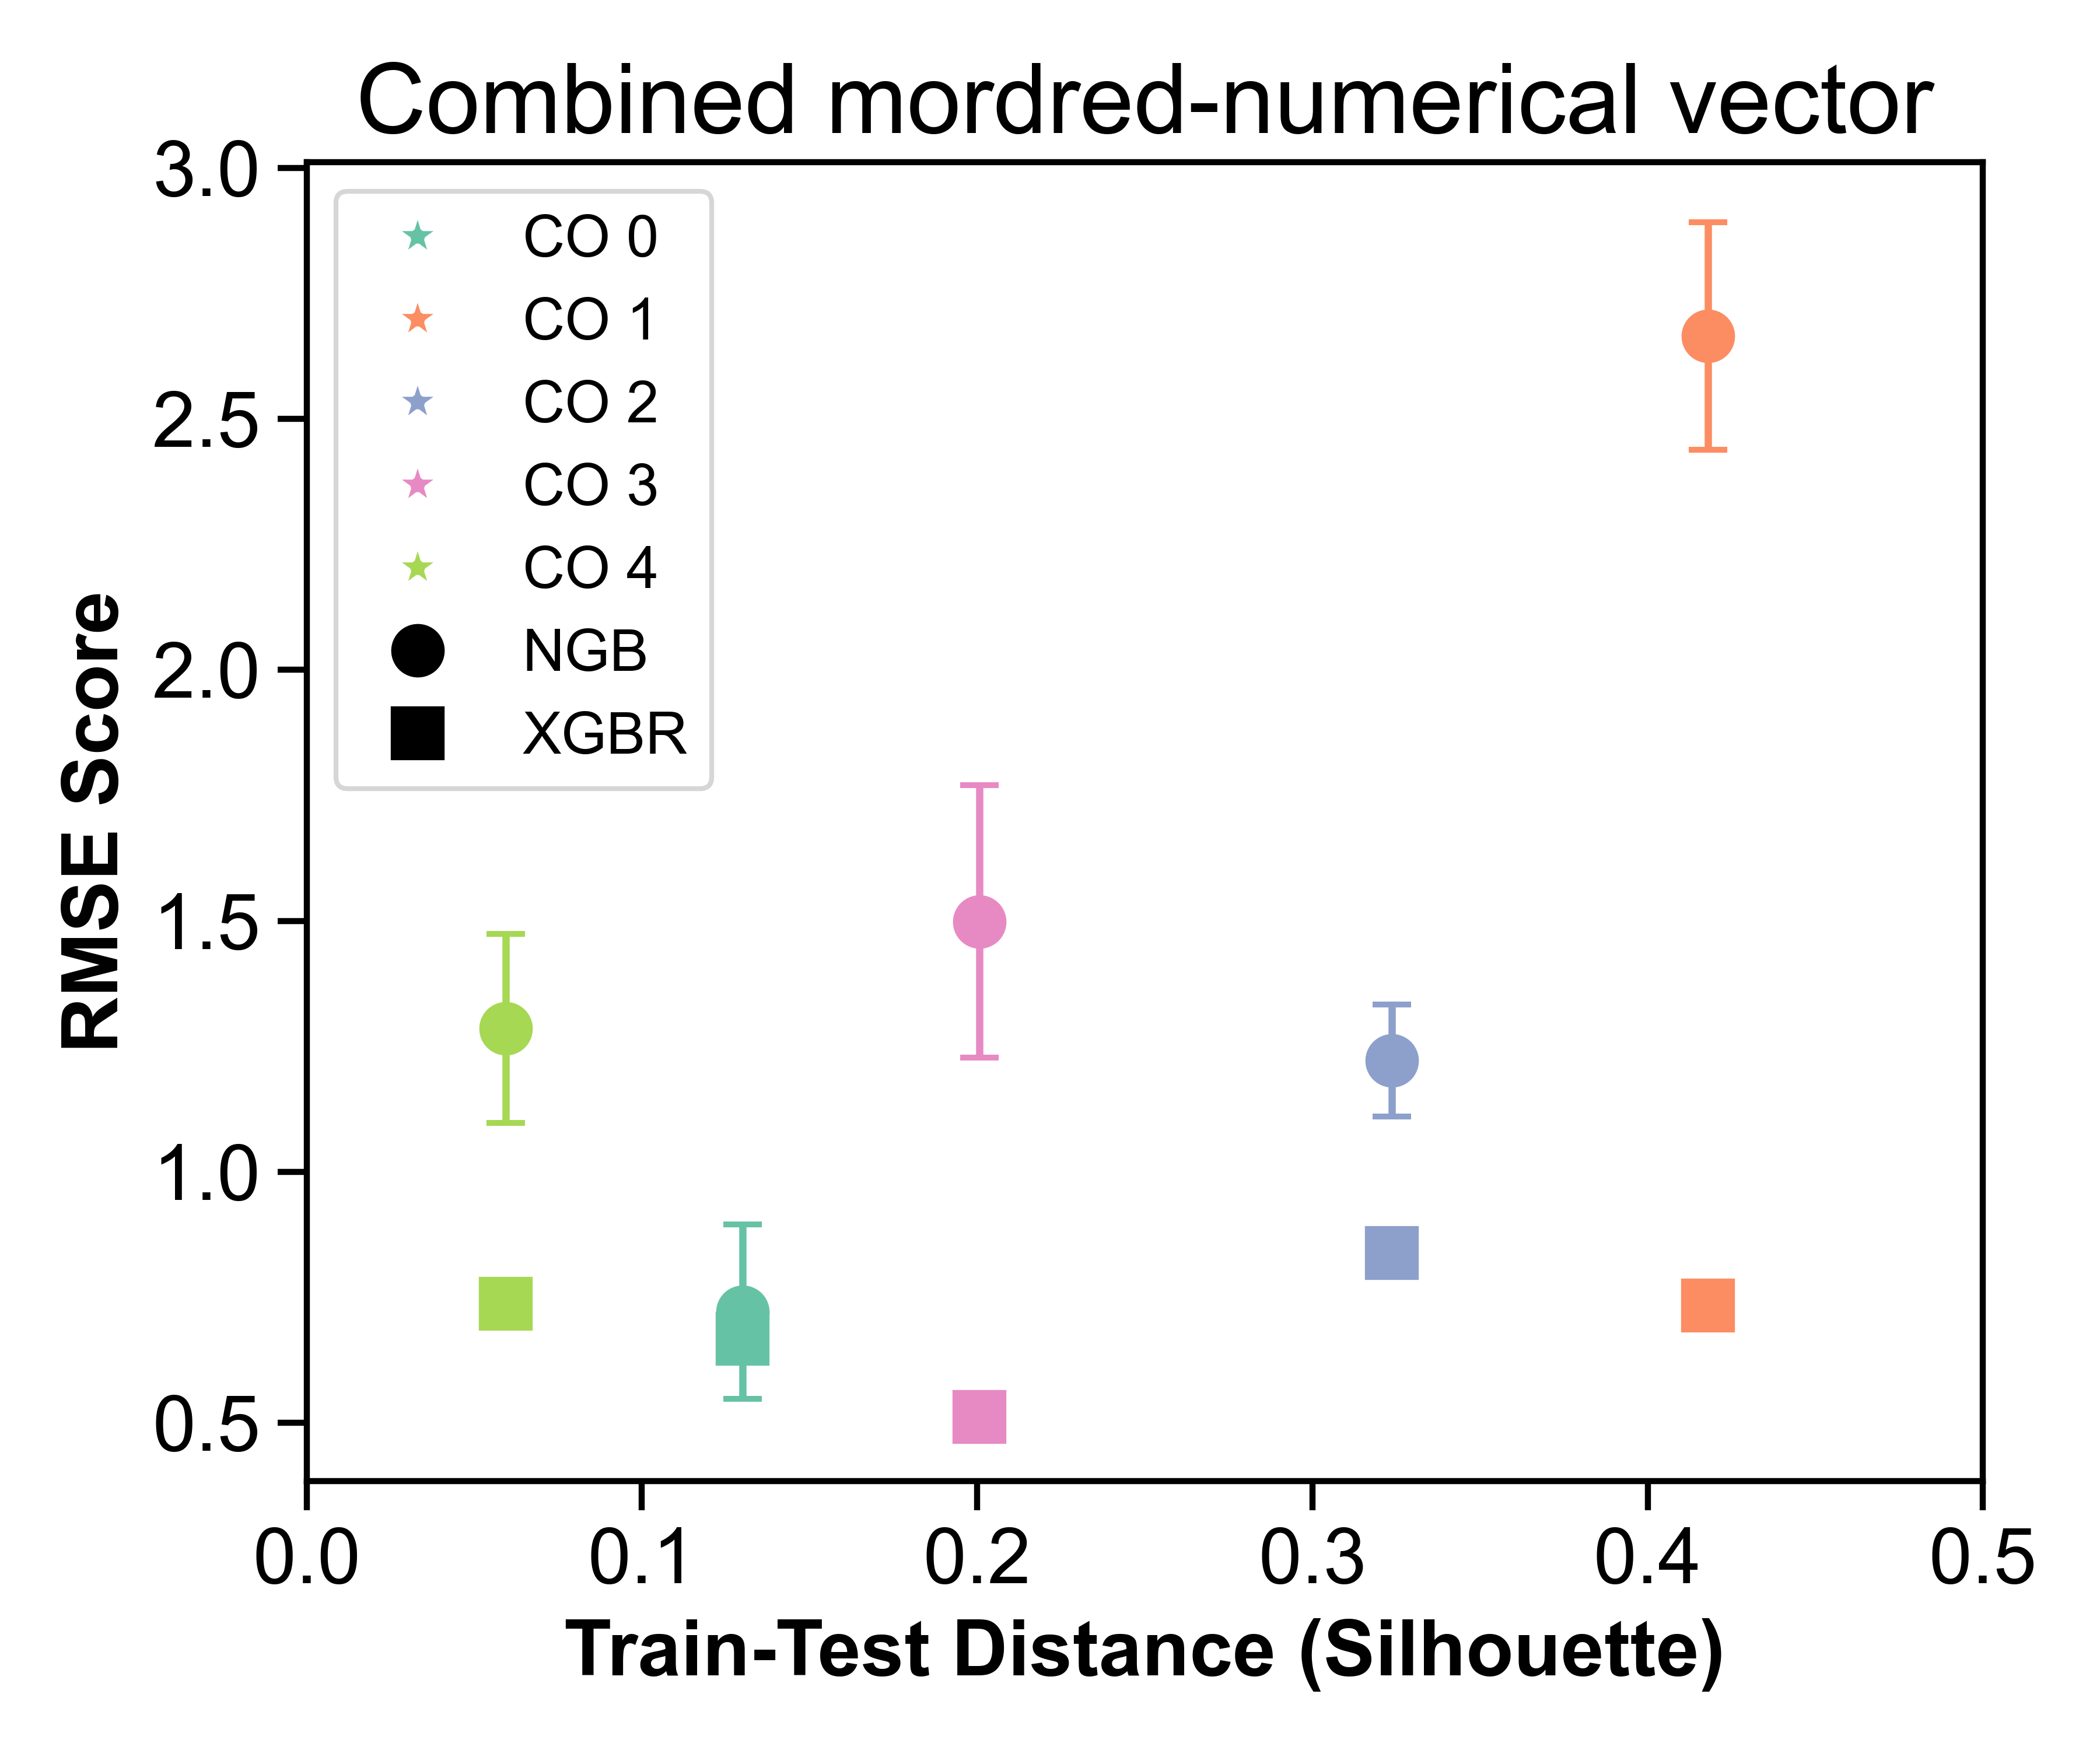 Combined mordred-numerical vector
3.0
2.5
2.0
1.5
1.0
0.5
RMSE Score
CO 0
CO 1
CO 2
CO 3
CO 4
NGB
XGBR
0.0 0.1 0.2 0.3 0.4 0.5
Train-Test Distance (Silhouette)